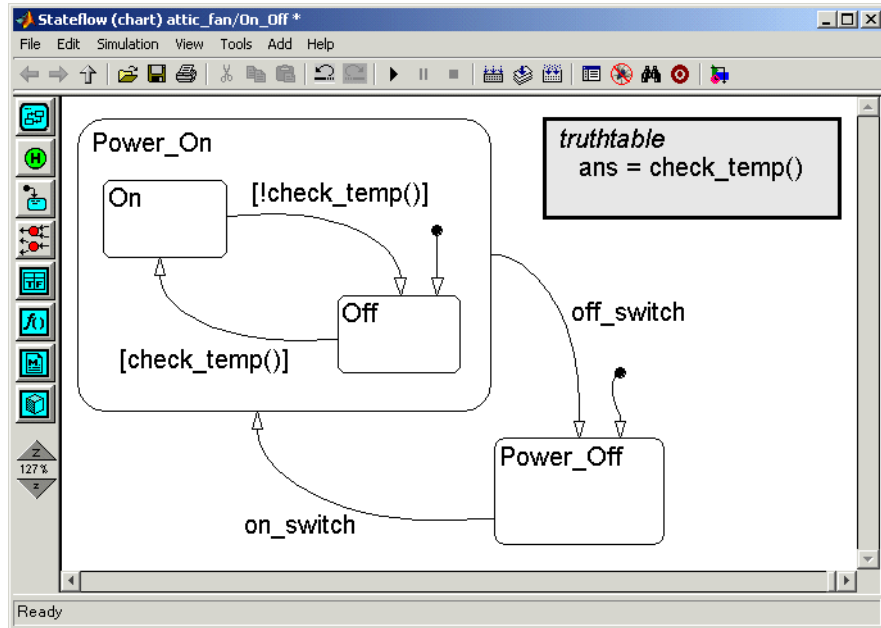 Stateflow (chart) attic_fan/On_Off *
File Edit Simulation View Tools Add Help
Power_On
truthtable
ans = check_temp()
On
[!check_temp()]
Off
off_switch
[check_temp()]
Power_Off
on_switch
H
TF
f()
M
Z
127%
z
Ready